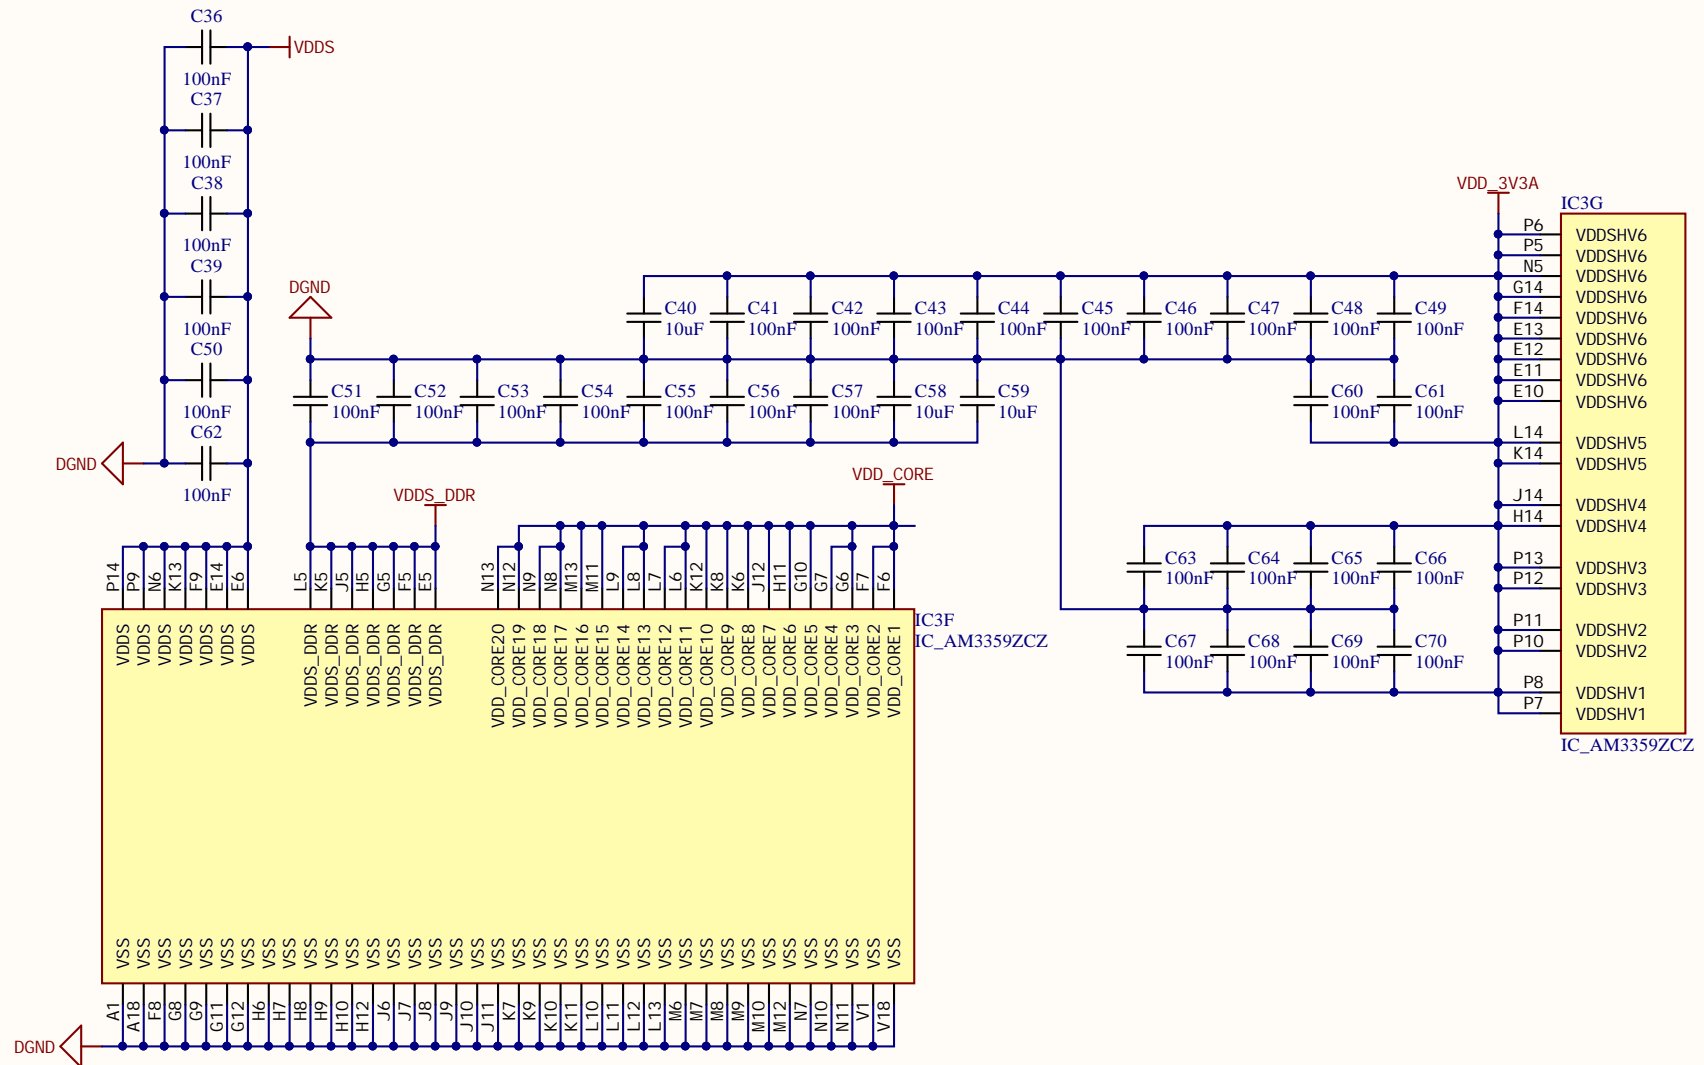 C36
VDDS
100nF
C37
100nF
C38
100nF
C39
100nF
C50
100nF
C62
DGND
100nF
DGND
C40 C41 C42 C43 C44 C45 C46 C47 C48 C49
10uF 100nF 100nF 100nF 100nF 100nF 100nF 100nF 100nF 100nF
C51 C52 C53 C54 C55 C56 C57 C58 C59 C60 C61
100nF 100nF 100nF 100nF 100nF 100nF 100nF 10uF 10uF 100nF 100nF
VDD_CORE
VDDS_DDR
C63 C64 C65 C66
100nF 100nF 100nF 100nF
C67 C68 C69 C70
100nF 100nF 100nF 100nF
VDD_3V3A
IC3G
P6 VDDSHV6
P5 VDDSHV6
N5 VDDSHV6
G14 VDDSHV6
F14 VDDSHV6
E13 VDDSHV6
E12 VDDSHV6
E11 VDDSHV6
E10 VDDSHV6
L14 VDDSHV5
K14 VDDSHV5
J14 VDDSHV4
H14 VDDSHV4
P13 VDDSHV3
P12 VDDSHV3
P11 VDDSHV2
P10 VDDSHV2
P8 VDDSHV1
P7 VDDSHV1
IC_AM3359ZCZ
P14 P9 N6 K13 F9 E14 E6 L5 K5 J5 H5 G5 F5 E5 N13 N12 N9 N8 M13 M11 L9 L8 L7 L6 K12 K8 K6 J12 H11 G10 G7 G6 F7 F6
IC3F
IC_AM3359ZCZ
VDDS VDDS VDDS VDDS VDDS VDDS VDDS VDDS_DDR VDDS_DDR VDDS_DDR VDDS_DDR VDDS_DDR VDDS_DDR VDDS_DDR VDD_CORE20 VDD_CORE19 VDD_CORE18 VDD_CORE17 VDD_CORE16 VDD_CORE15 VDD_CORE14 VDD_CORE13 VDD_CORE12 VDD_CORE11 VDD_CORE10 VDD_CORE9 VDD_CORE8 VDD_CORE7 VDD_CORE6 VDD_CORE5 VDD_CORE4 VDD_CORE3 VDD_CORE2 VDD_CORE1
VSS VSS VSS VSS VSS VSS VSS VSS VSS VSS VSS VSS VSS VSS VSS VSS VSS VSS VSS VSS VSS VSS VSS VSS VSS VSS VSS VSS VSS VSS VSS VSS VSS VSS VSS VSS VSS VSS
A1 A18 F8 G8 G9 G11 G12 H6 H7 H8 H9 H10 H12 J6 J7 J8 J9 J10 J11 K7 K9 K10 K11 L10 L11 L12 L13 M6 M7 M8 M9 M10 M12 N7 N10 N11 V1 V18
DGND